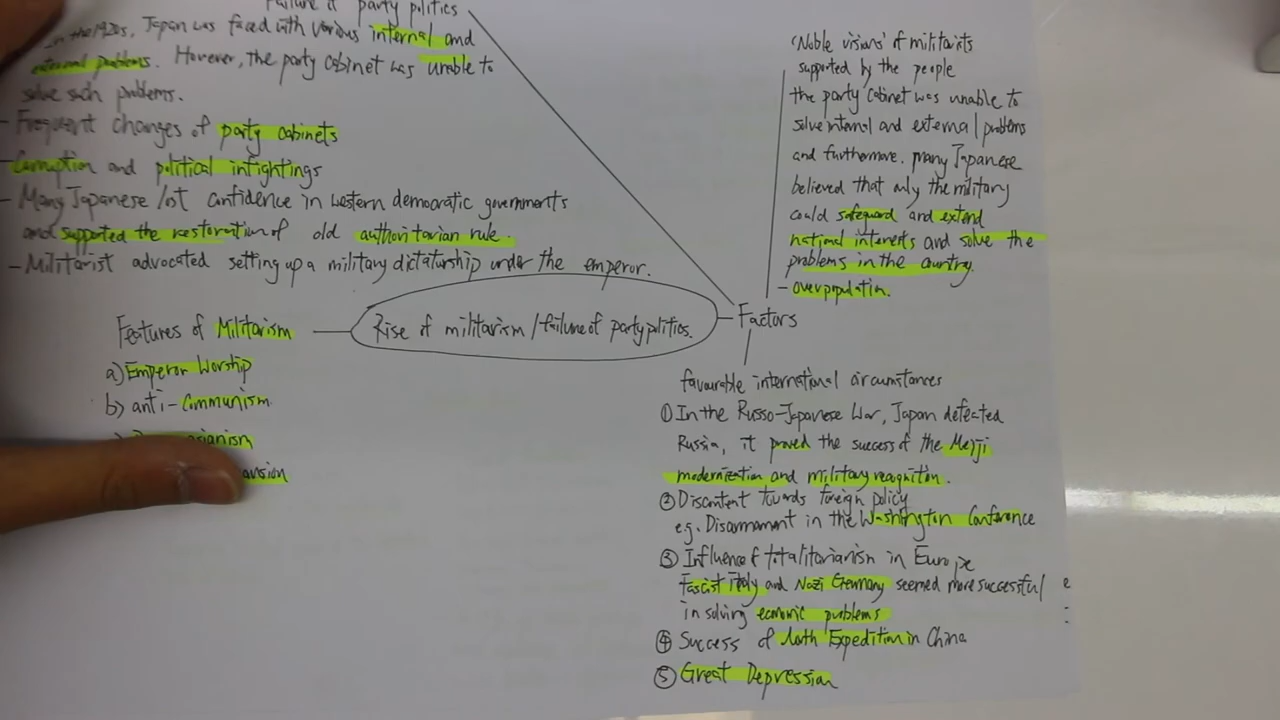 Failure of party politics
In the 1920s, Japan was faced with various internal and
external problems. However, the party cabinet was unable to
solve such problems.
- Frequent changes of party cabinets
- Corruption and political infightings
- Many Japanese lost confidence in western democratic governments
and supported the restoration of old authoritarian rule.
- Militarist advocated setting up a military dictatorship under the emperor.
Rise of militarism / failure of party politics.
Features of Militarism
a) Emperor Worship
b) anti-Communism
Factors
'Noble visions' of militarists
supported by the people
the party cabinet was unable to
solve internal and external problems
and furthermore, many Japanese
believed that only the military
could safeguard and extend
national interests and solve the
problems in the country.
- overpopulation.
favourable international circumstances
① In the Russo-Japanese War, Japan defeated
Russia, it proved the success of the Meiji
modernization and military recognition.
② Discontent towards foreign policy
e.g. Disarmament in the Washington Conference
③ Influence of totalitarianism in Europe
Fascist Italy and Nazi Germany seemed more successful
in solving economic problems
④ Success of Expedition in China
⑤ Great Depression